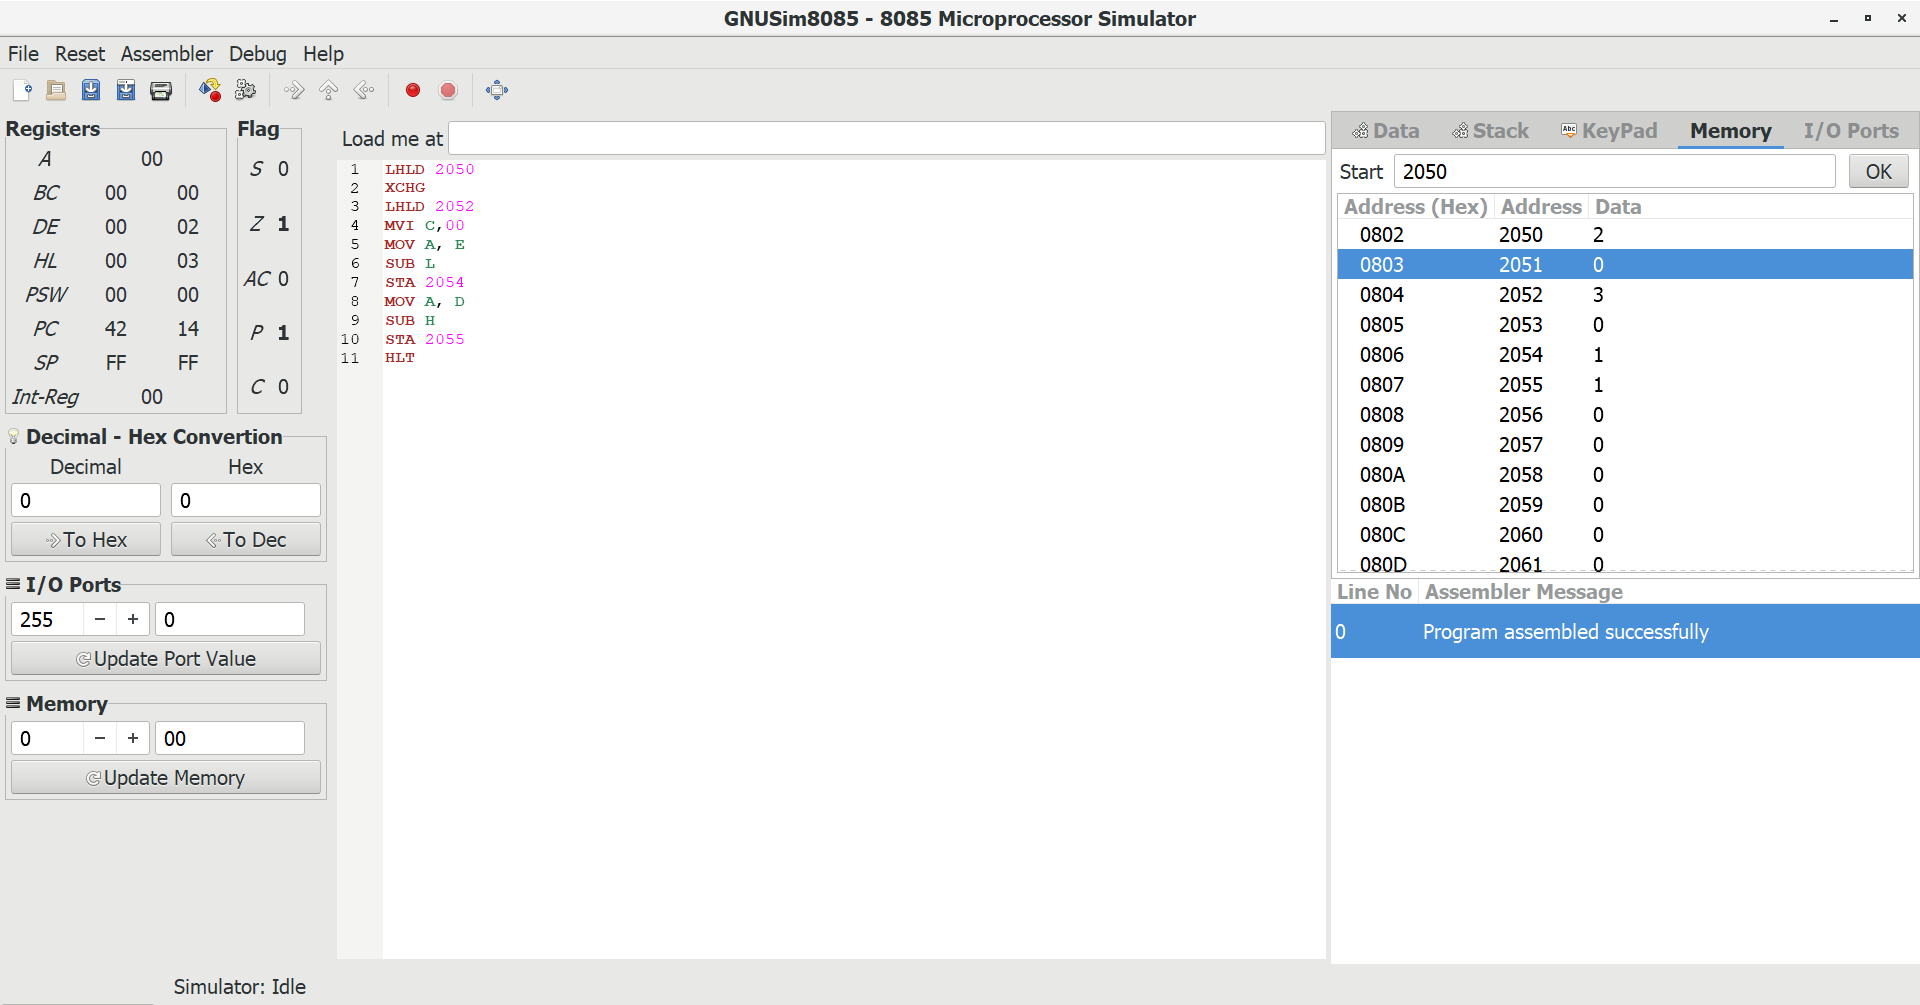 GNUSim8085 - 8085 Microprocessor Simulator
File Reset Assembler Debug Help
Registers
A 00
BC 00 00
DE 00 02
HL 00 03
PSW 00 00
PC 42 14
SP FF FF
Int-Reg 00
Flag
S 0
Z 1
AC 0
P 1
C 0
Decimal - Hex Convertion
Decimal Hex
0 0
To Hex To Dec
I/O Ports
255 − + 0
Update Port Value
Memory
0 − + 00
Update Memory
Load me at
1 LHLD 2050
2 XCHG
3 LHLD 2052
4 MVI C,00
5 MOV A, E
6 SUB L
7 STA 2054
8 MOV A, D
9 SUB H
10 STA 2055
11 HLT
Data Stack Abc KeyPad Memory I/O Ports
Start 2050 OK
Address (Hex) Address Data
0802 2050 2
0803 2051 0
0804 2052 3
0805 2053 0
0806 2054 1
0807 2055 1
0808 2056 0
0809 2057 0
080A 2058 0
080B 2059 0
080C 2060 0
080D 2061 0
Line No Assembler Message
0 Program assembled successfully
Simulator: Idle